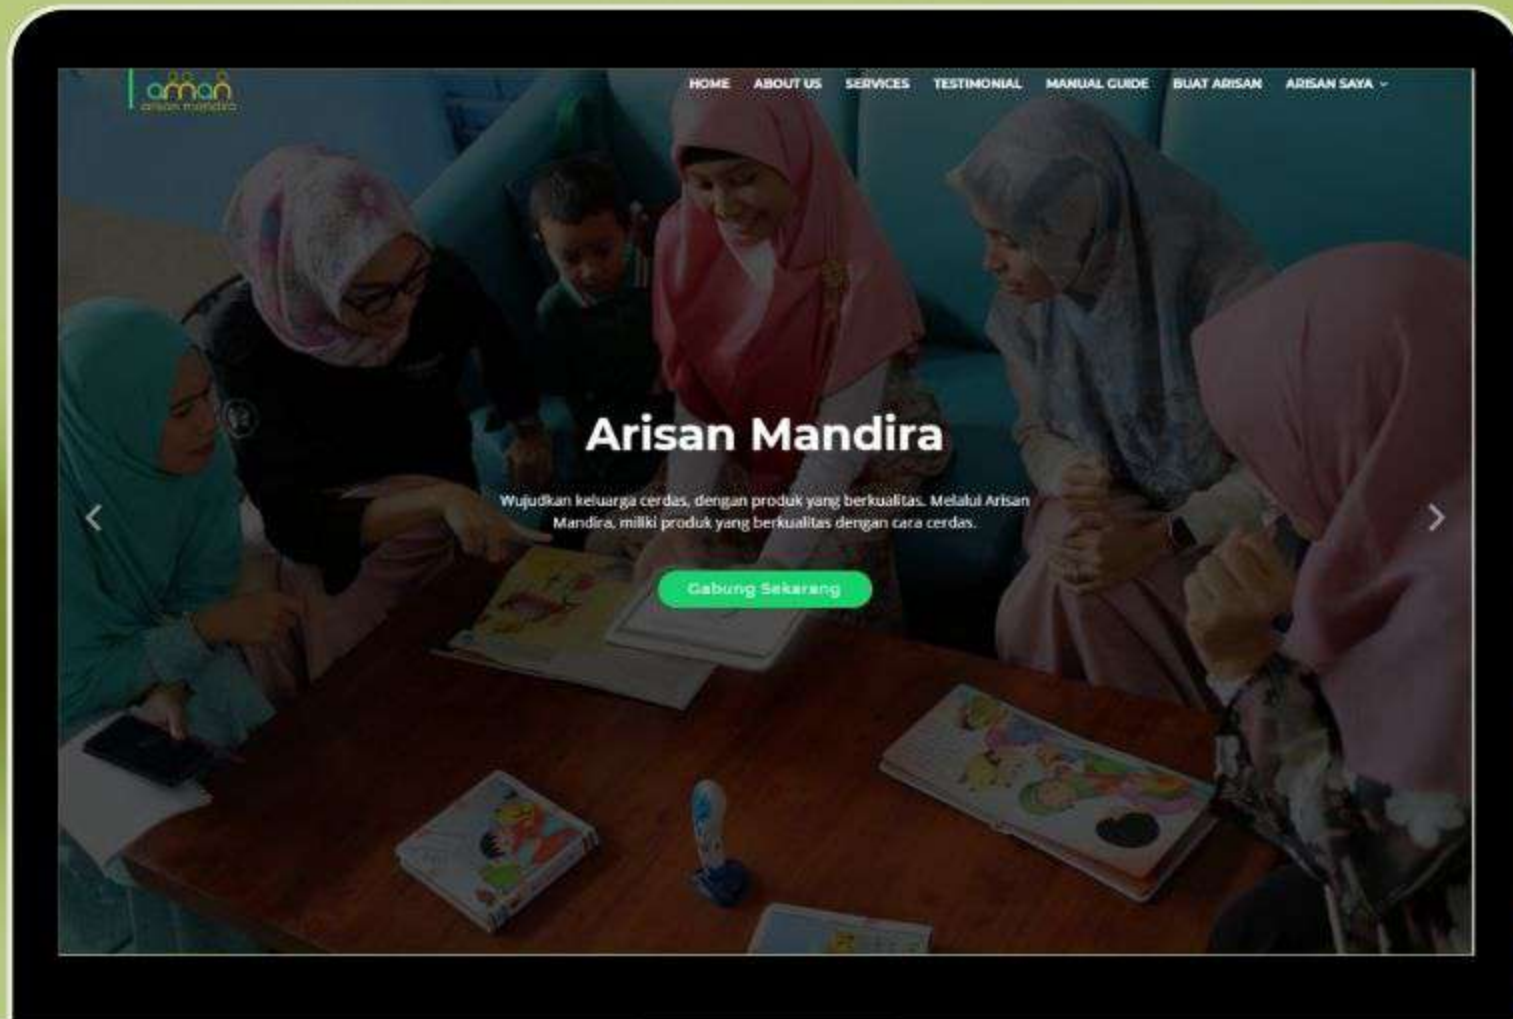 aman
arisan mandira
HOME ABOUT US SERVICES TESTIMONIAL MANUAL GUIDE BUAT ARISAN ARISAN SAYA
Arisan Mandira
Wujudkan keluarga cerdas, dengan produk yang berkualitas. Melalui Arisan
Mandira, miliki produk yang berkualitas dengan cara cerdas.
Gabung Sekarang